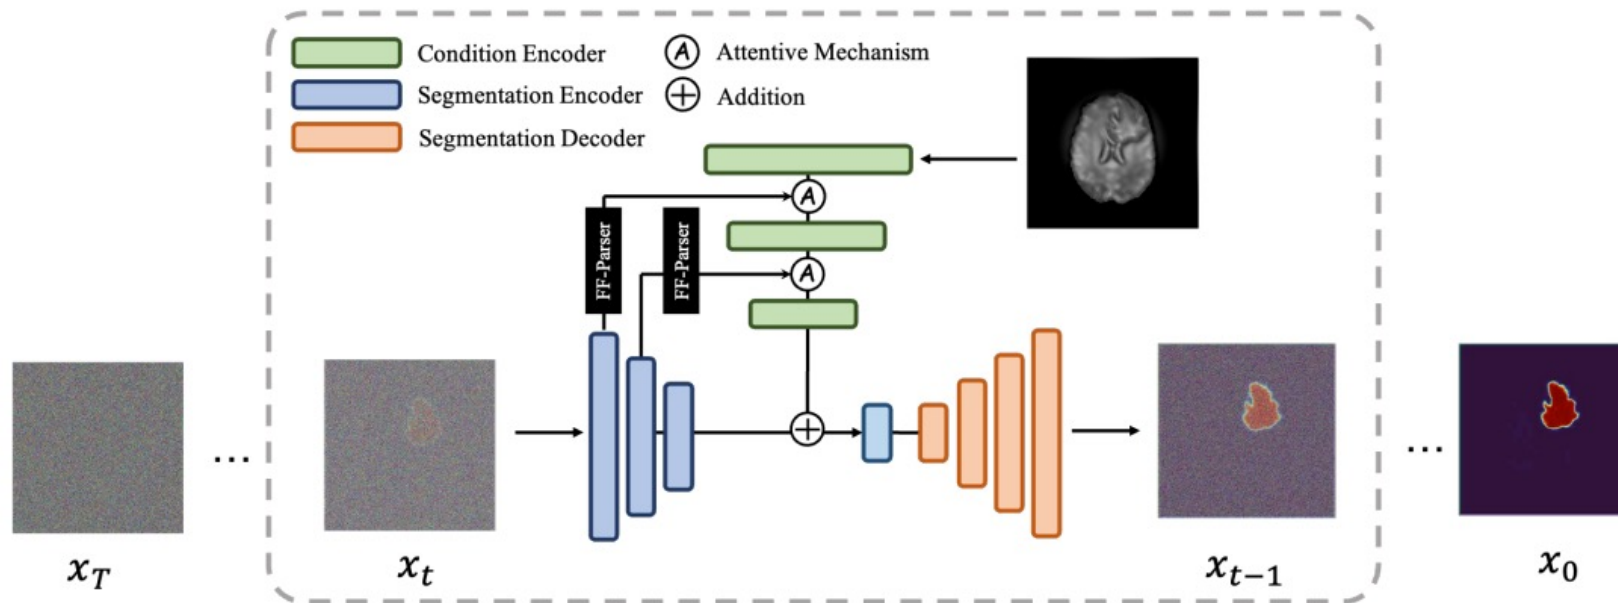 Condition Encoder
Segmentation Encoder
Segmentation Decoder
A Attentive Mechanism
+ Addition
A
FF-Parser
FF-Parser
A
+
...
...
x_T
x_t
x_{t-1}
x_0